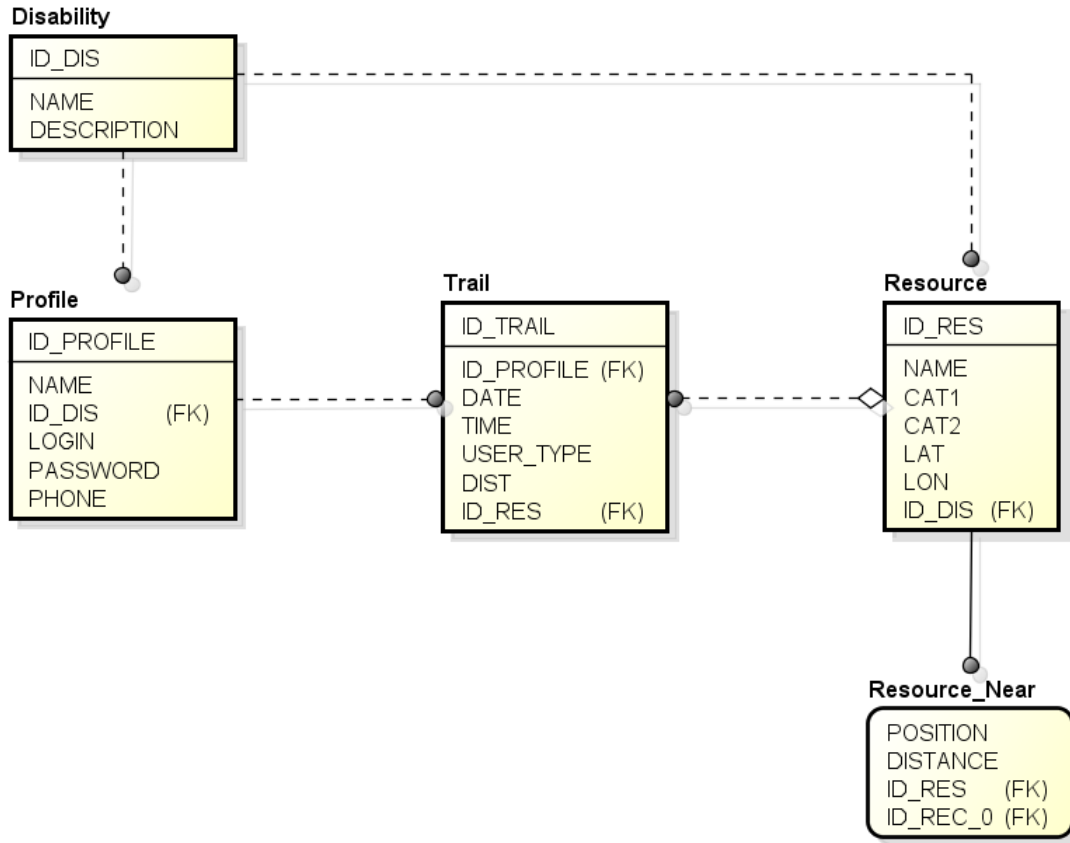 Disability
ID_DIS
NAME
DESCRIPTION
Profile
ID_PROFILE
NAME
ID_DIS (FK)
LOGIN
PASSWORD
PHONE
Trail
ID_TRAIL
ID_PROFILE (FK)
DATE
TIME
USER_TYPE
DIST
ID_RES (FK)
Resource
ID_RES
NAME
CAT1
CAT2
LAT
LON
ID_DIS (FK)
Resource_Near
POSITION
DISTANCE
ID_RES (FK)
ID_REC_0 (FK)